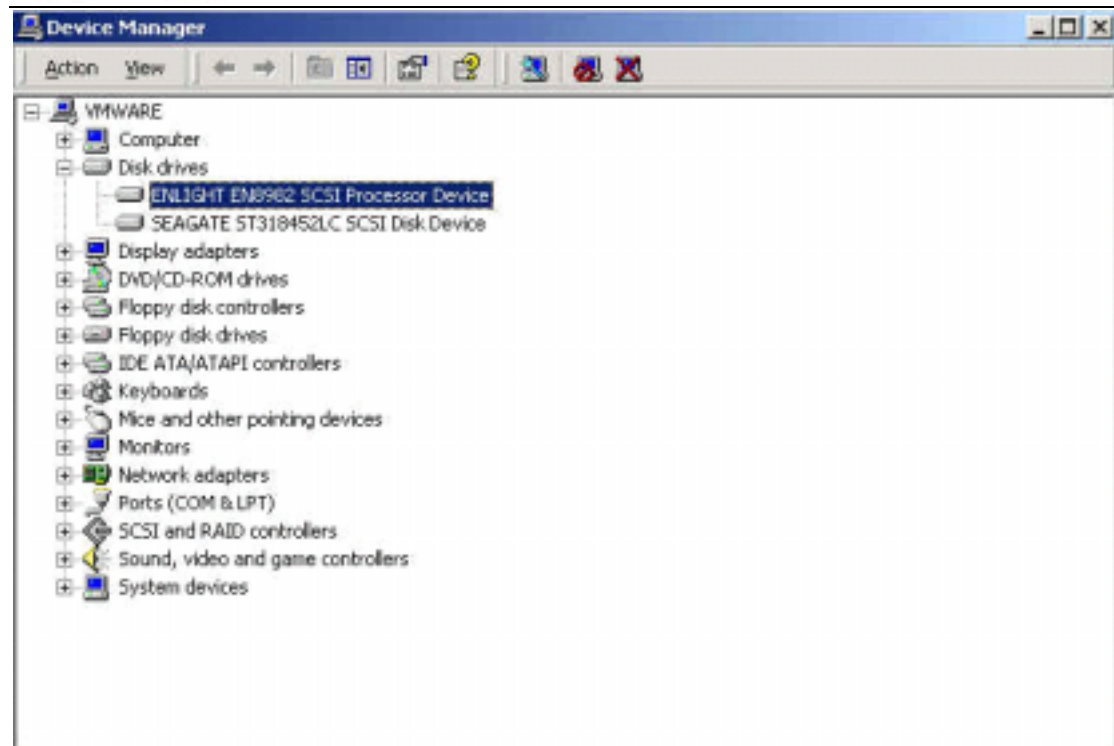 Device Manager
Action View
VMWARE
Computer
Disk drives
ENLIGHT EN8982 SCSI Processor Device
SEAGATE ST318452LC SCSI Disk Device
Display adapters
DVD/CD-ROM drives
Floppy disk controllers
Floppy disk drives
IDE ATA/ATAPI controllers
Keyboards
Mice and other pointing devices
Monitors
Network adapters
Ports (COM & LPT)
SCSI and RAID controllers
Sound, video and game controllers
System devices